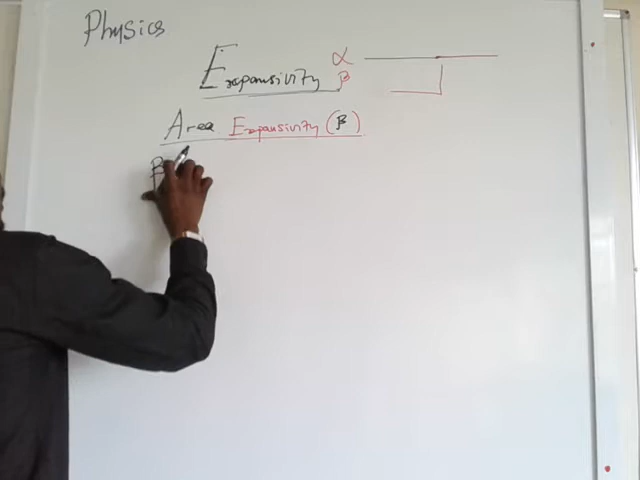 Physics
Expansivity α
β
Area Expansivity (β)
β